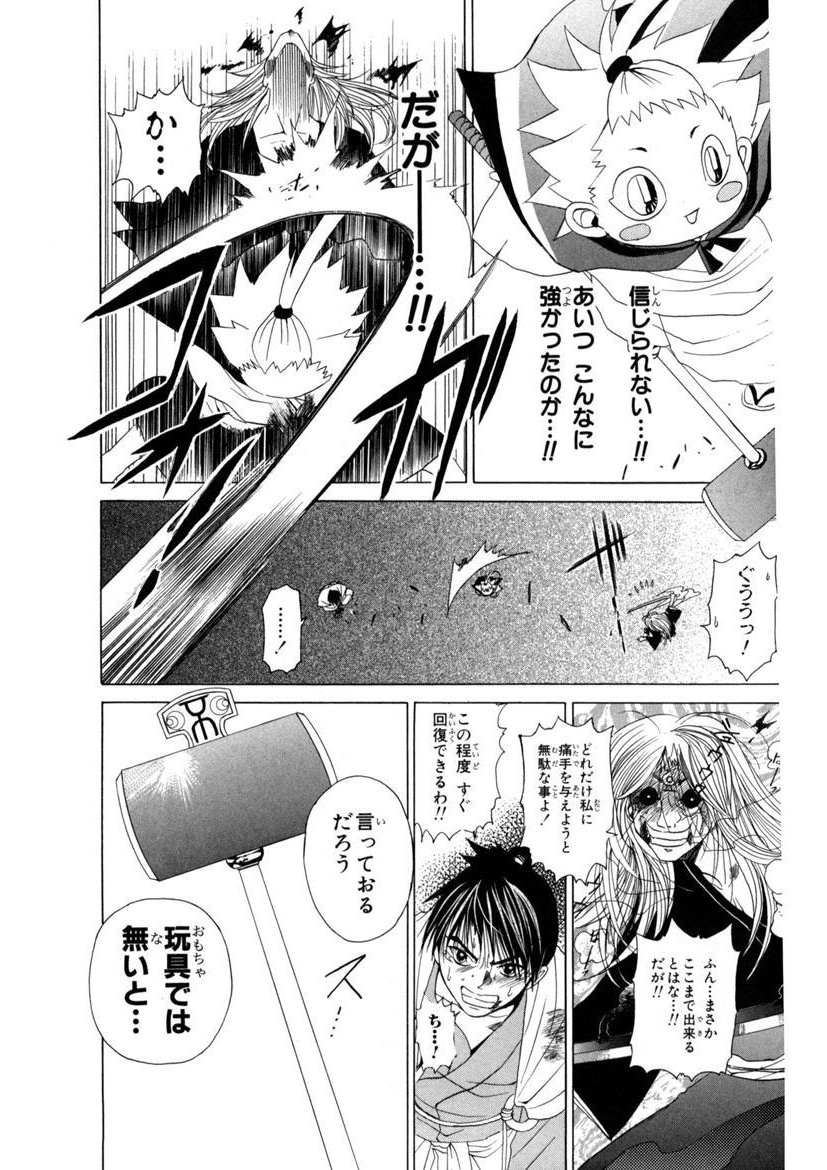 信じられない…!!
あいつ こんなに
強かったのか…!!
だが――…!!
か…
ぐううっ!
……!
ふん…まさか
ここまで出来る
とはな…!!
だが!!
どれだけ私に
痛手を与えようと
無駄な事よ!
この程度 すぐ
回復できるわ!!
ち…!
言っておる
だろう
ス…
玩具では
無いと…